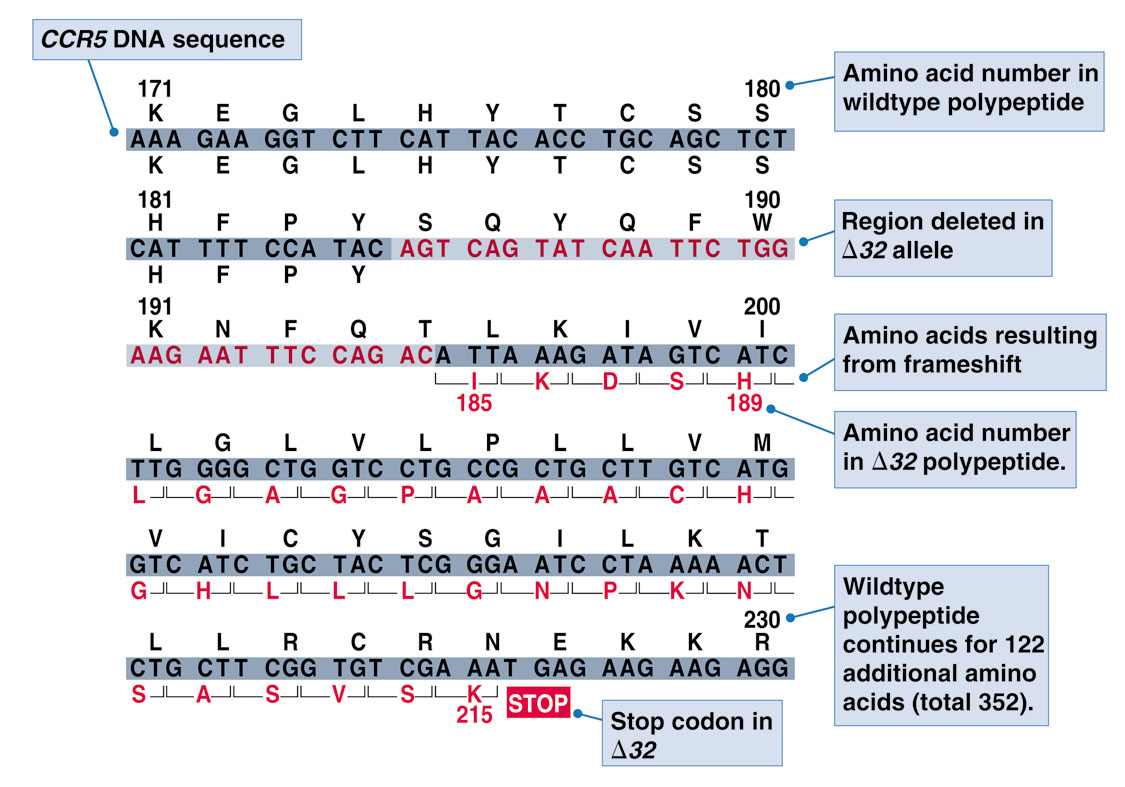 CCR5 DNA sequence
171 180
K E G L H Y T C S S
AAA GAA GGT CTT CAT TAC ACC TGC AGC TCT
K E G L H Y T C S S
Amino acid number in
wildtype polypeptide
181 190
H F P Y S Q Y Q F W
CAT TTT CCA TAC AGT CAG TAT CAA TTC TGG
H F P Y
Region deleted in
Δ32 allele
191 200
K N F Q T L K I V I
AAG AAT TTC CAG ACA TTA AAG ATA GTC ATC
I K D S H
185 189
Amino acids resulting
from frameshift
Amino acid number
in Δ32 polypeptide.
L G L V L P L L V M
TTG GGG CTG GTC CTG CCG CTG CTT GTC ATG
L G A G P A A A C H
V I C Y S G I L K T
GTC ATC TGC TAC TCG GGA ATC CTA AAA ACT
G H L L L G N P K N
230
L L R C R N E K K R
CTG CTT CGG TGT CGA AAT GAG AAG AAG AGG
S A S V S K STOP
215
Wildtype
polypeptide
continues for 122
additional amino
acids (total 352).
Stop codon in
Δ32